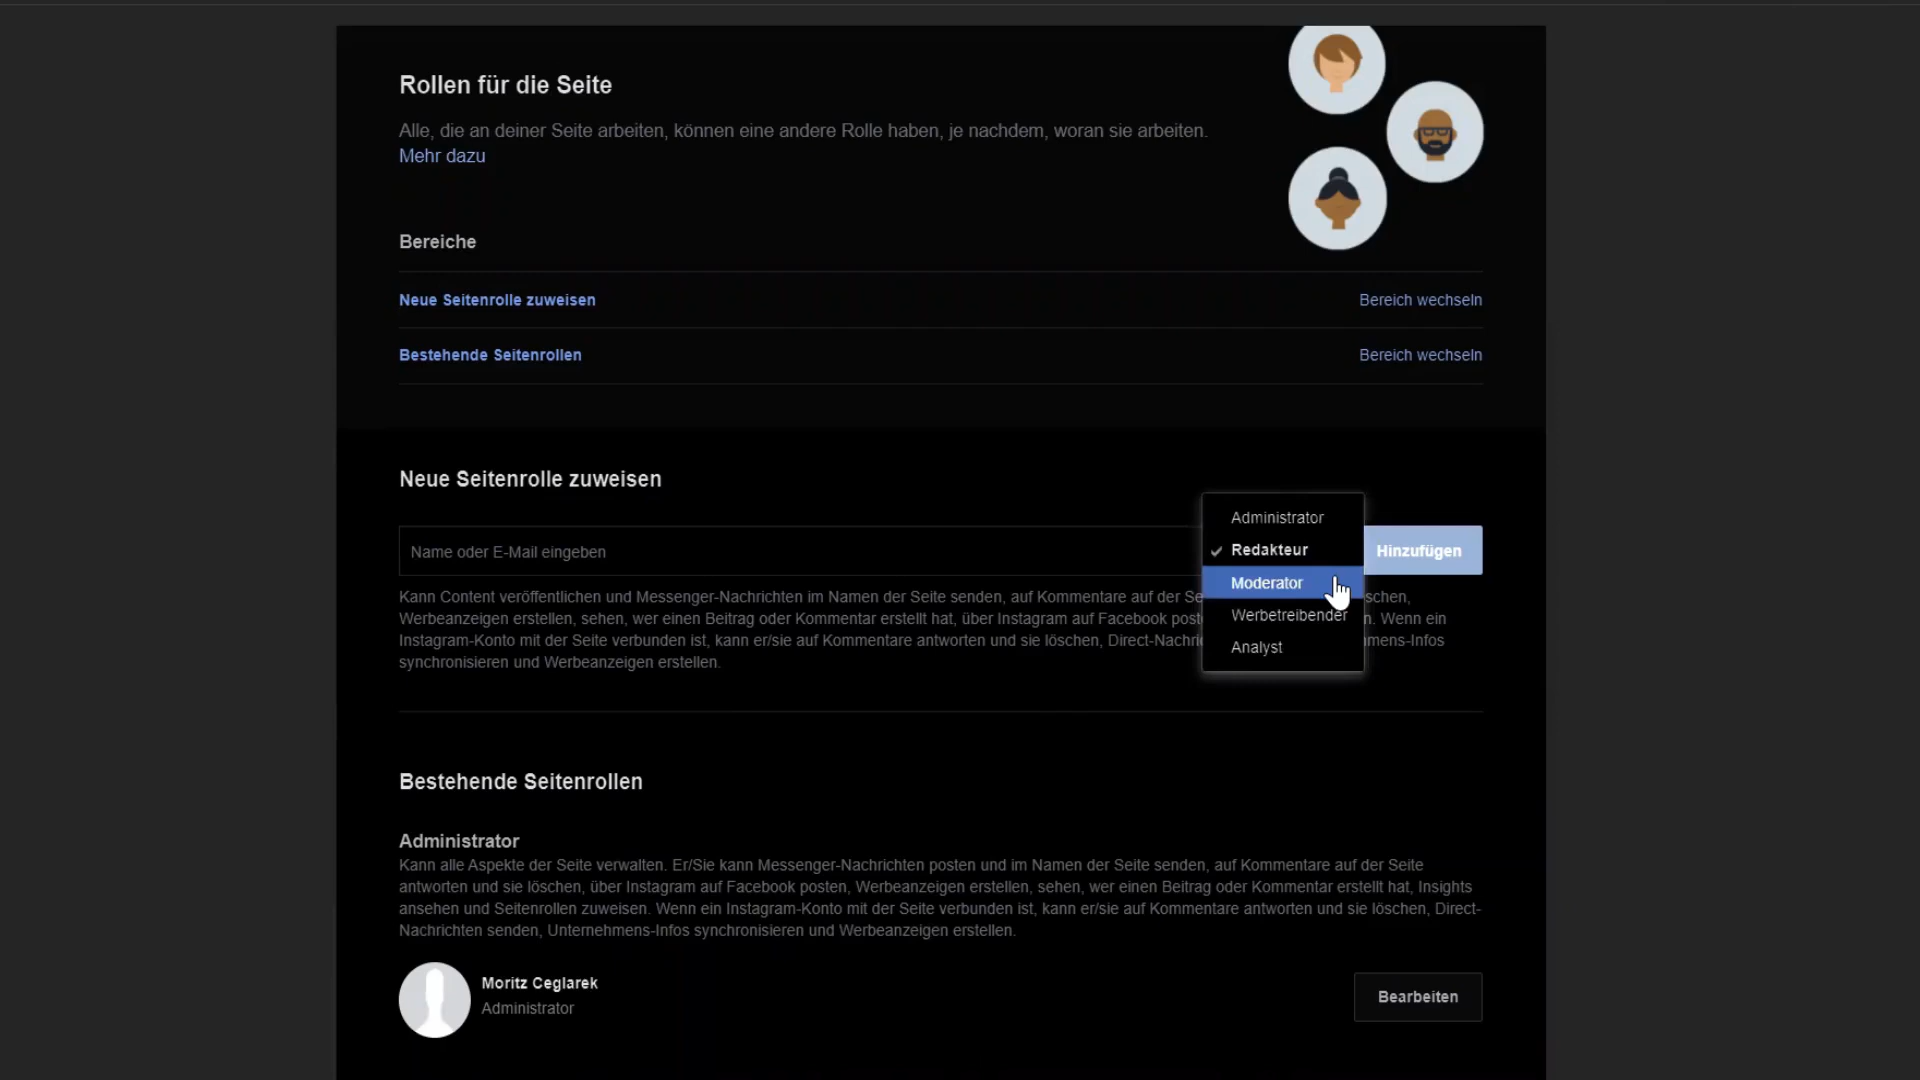 Rollen für die Seite
Alle, die an deiner Seite arbeiten, können eine andere Rolle haben, je nachdem, woran sie arbeiten.
Mehr dazu
Bereiche
Neue Seitenrolle zuweisen
Bereich wechseln
Bestehende Seitenrollen
Bereich wechseln
Neue Seitenrolle zuweisen
Name oder E-Mail eingeben
Administrator
Redakteur
Moderator
Werbetreibender
Analyst
Hinzufügen
Kann Content veröffentlichen und Messenger-Nachrichten im Namen der Seite senden, auf Kommentare auf der
Werbeanzeigen erstellen, sehen, wer einen Beitrag oder Kommentar erstellt hat, über Instagram auf Facebook Wenn ein
Instagram-Konto mit der Seite verbunden ist, kann er/sie auf Kommentare antworten und sie löschen,
synchronisieren und Werbeanzeigen erstellen.
Bestehende Seitenrollen
Administrator
Kann alle Aspekte der Seite verwalten. Er/Sie kann Messenger-Nachrichten posten und im Namen der Seite senden, auf Kommentare auf der Seite
antworten und sie löschen, über Instagram auf Facebook posten, Werbeanzeigen erstellen, sehen, wer einen Beitrag oder Kommentar erstellt hat, Insights
ansehen und Seitenrollen zuweisen. Wenn ein Instagram-Konto mit der Seite verbunden ist, kann er/sie auf Kommentare antworten und sie löschen, Direct-
Nachrichten senden, Unternehmens-Infos synchronisieren und Werbeanzeigen erstellen.
Moritz Ceglarek
Administrator
Bearbeiten